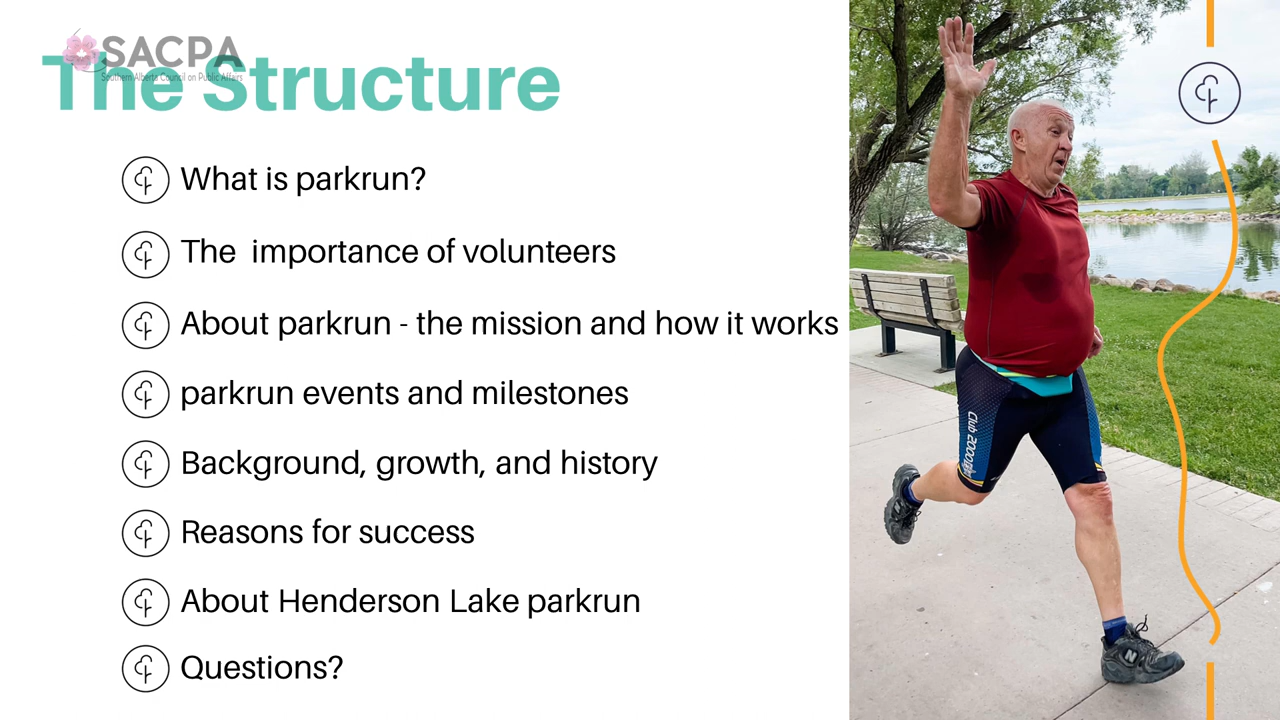 SACPA
Southern Alberta Council on Public Affairs
The Structure
What is parkrun?
The  importance of volunteers
About parkrun - the mission and how it works
parkrun events and milestones
Background, growth, and history
Reasons for success
About Henderson Lake parkrun
Questions?
Club 2000
N